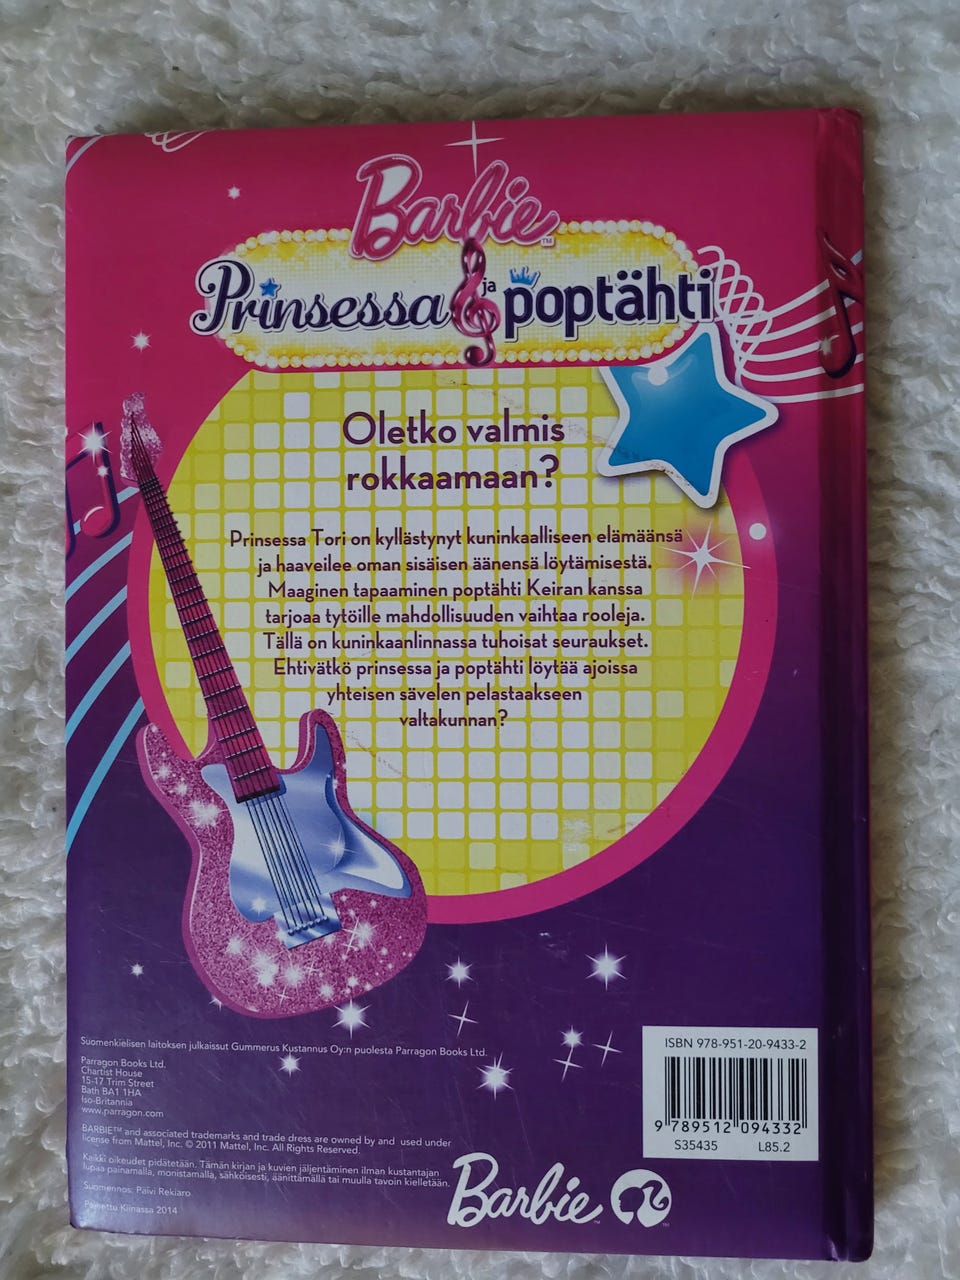 Barbie™
Prinsessa ja poptähti
Oletko valmis
rokkaamaan?
Prinsessa Tori on kyllästynyt kuninkaalliseen elämäänsä
ja haaveilee oman sisäisen äänensä löytämisestä.
Maaginen tapaaminen poptähti Keiran kanssa
tarjoaa tytöille mahdollisuuden vaihtaa rooleja.
Tällä on kuninkaanlinnassa tuhoisat seuraukset.
Ehtivätkö prinsessa ja poptähti löytää ajoissa
yhteisen sävelen pelastaakseen
valtakunnan?
Suomenkielisen laitoksen julkaissut Gummerus Kustannus Oy:n puolesta Parragon Books Ltd.
Parragon Books Ltd.
Chartist House
15-17 Trim Street
Bath BA1 1HA
Iso-Britannia
www.parragon.com
BARBIE™ and associated trademarks and trade dress are owned by and used under
license from Mattel, Inc. © 2011 Mattel, Inc. All Rights Reserved.
Kaikki oikeudet pidätetään. Tämän kirjan ja kuvien jäljentäminen ilman kustantajan
lupaa painamalla, monistamalla, sähköisesti, äänittämällä tai muulla tavoin kielletään.
Suomennos: Päivi Rekiaro
Painettu Kiinassa 2014
ISBN 978-951-20-9433-2
9 789512 094332
S35435 L85.2
Barbie™